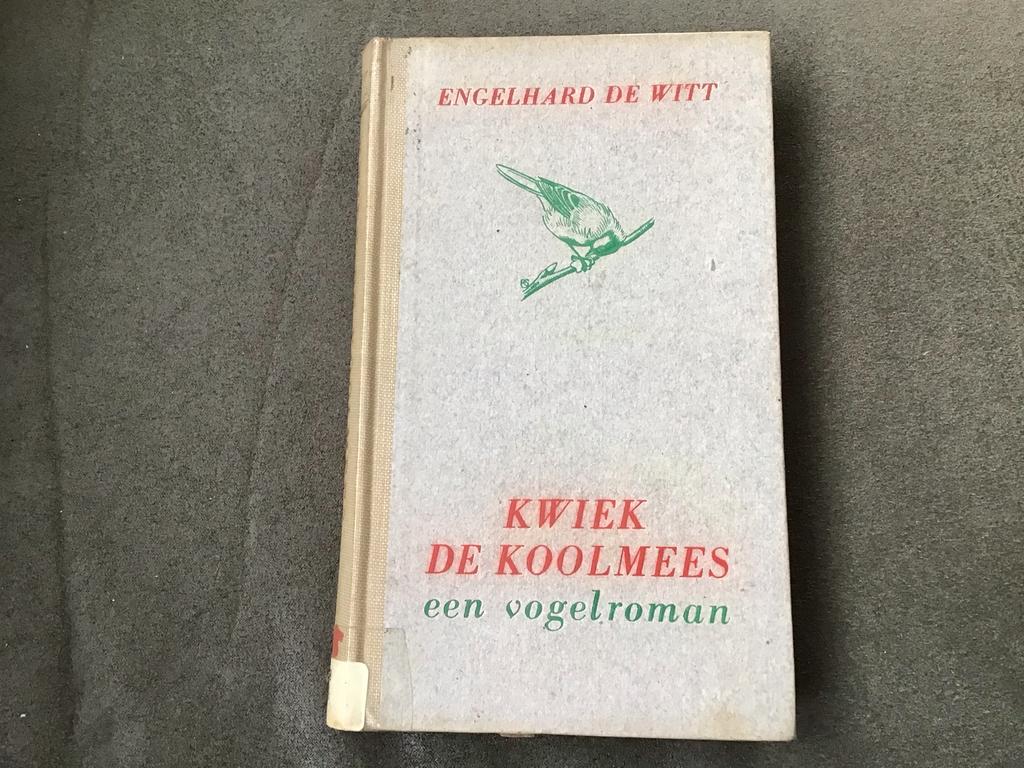 ENGELHARD DE WITT
KWIEK
DE KOOLMEES
een vogelroman